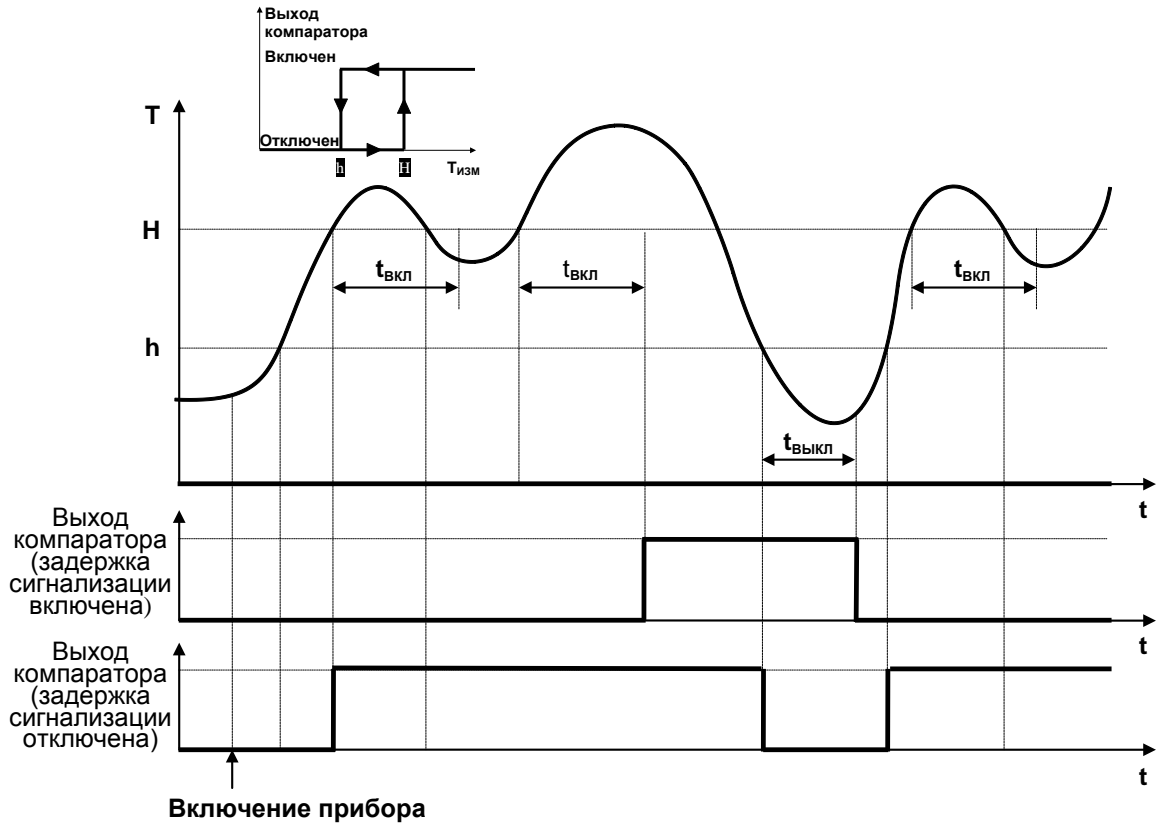 Выход
компаратора
Включен
Отключен
h
H
Tизм
T
H
h
tвкл
tвкл
tвкл
tвыкл
t
Выход
компаратора
(задержка
сигнализации
включена)
t
Выход
компаратора
(задержка
сигнализации
отключена)
t
Включение прибора